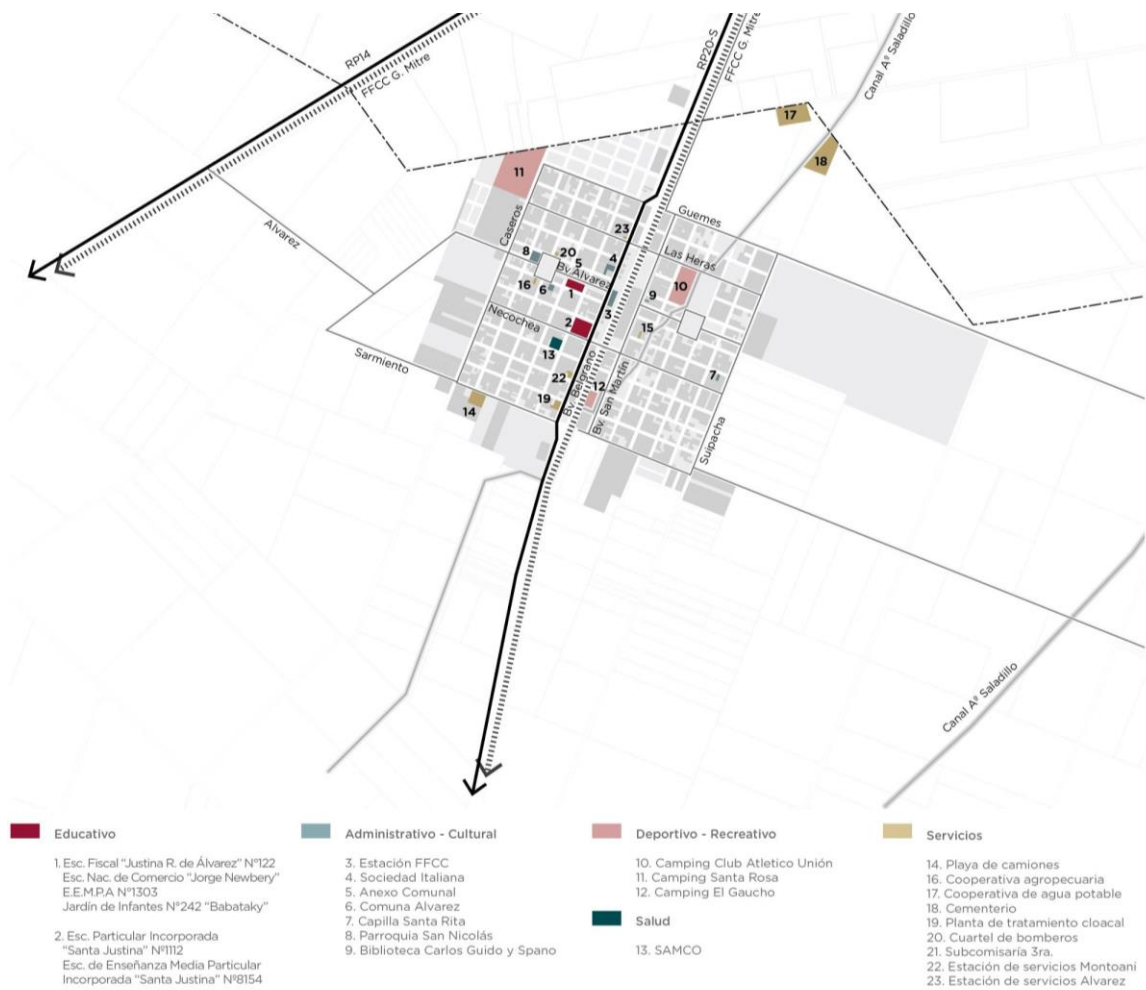 RP14
FFCC G. Mitre
RP20-S
FFCC G. Mitre
Canal Aº Saladillo
17
18
11
Guemes
Alvarez
Caseros
23
Las Heras
8
20
5
4
Bv. Alvarez
10
16
6
1
9
3
Necochea
2
15
Sarmiento
13
7
22
12
Bv. Belgrano
Bv. San Martín
Suipacha
14
19
Canal Aº Saladillo
Educativo
1. Esc. Fiscal "Justina R. de Álvarez" N°122
Esc. Nac. de Comercio "Jorge Newbery"
E.E.M.P.A N°1303
Jardín de Infantes N°242 "Babataky"
2. Esc. Particular Incorporada
"Santa Justina" Nº1112
Esc. de Enseñanza Media Particular
Incorporada "Santa Justina" Nº8154
Administrativo - Cultural
3. Estación FFCC
4. Sociedad Italiana
5. Anexo Comunal
6. Comuna Alvarez
7. Capilla Santa Rita
8. Parroquia San Nicolás
9. Biblioteca Carlos Guido y Spano
Deportivo - Recreativo
10. Camping Club Atletico Unión
11. Camping Santa Rosa
12. Camping El Gaucho
Salud
13. SAMCO
Servicios
14. Playa de camiones
16. Cooperativa agropecuaria
17. Cooperativa de agua potable
18. Cementerio
19. Planta de tratamiento cloacal
20. Cuartel de bomberos
21. Subcomisaría 3ra.
22. Estación de servicios Montoani
23. Estación de servicios Alvarez